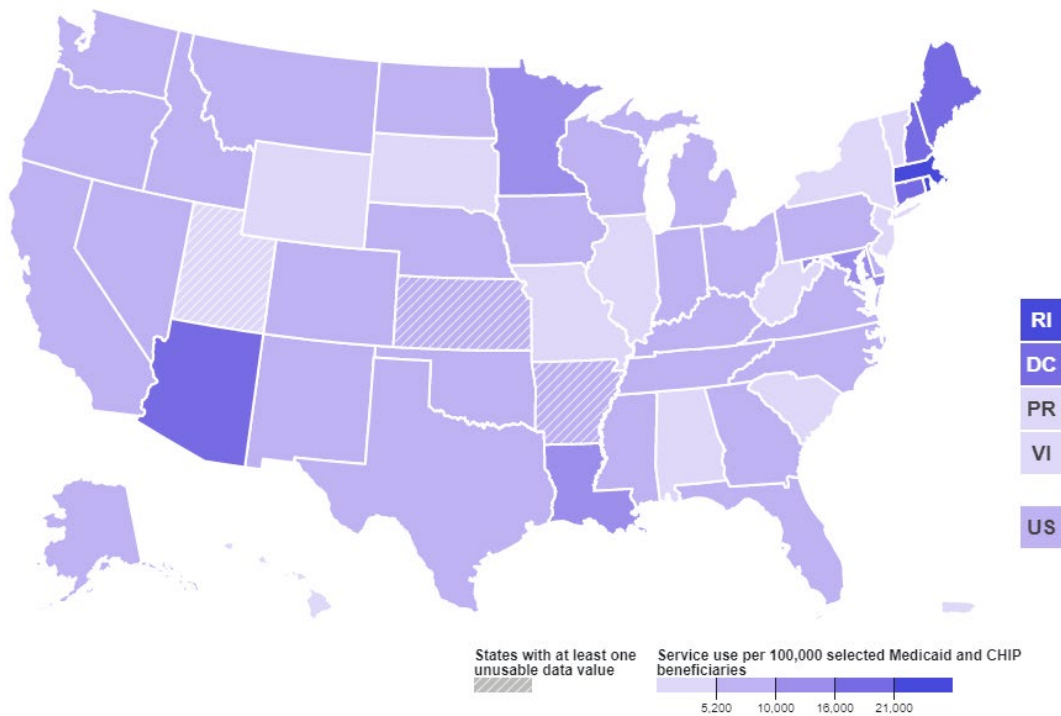 RI
DC
PR
VI
US
States with at least one
unusable data value
Service use per 100,000 selected Medicaid and CHIP
beneficiaries
5,200 10,000 16,000 21,000